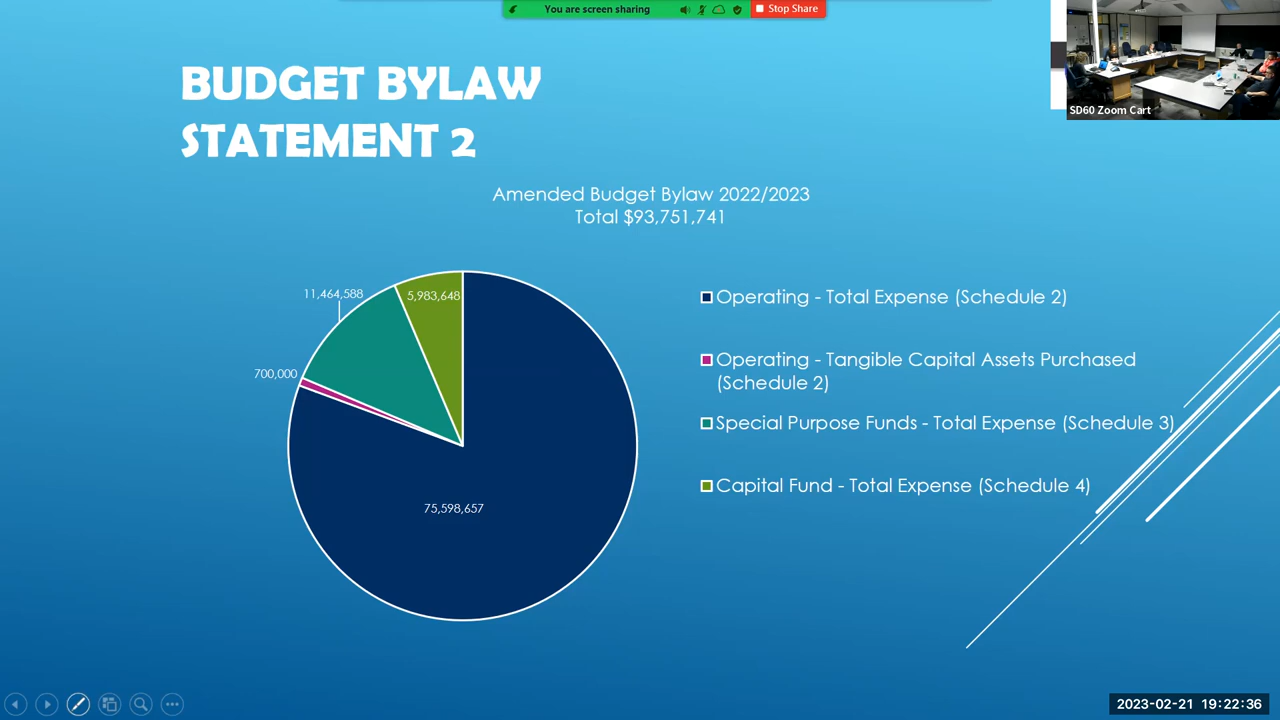 You are screen sharing
Stop Share
SD60 Zoom Cart
BUDGET BYLAW
STATEMENT 2
Amended Budget Bylaw 2022/2023
Total $93,751,741
11,464,588
5,983,648
700,000
75,598,657
Operating - Total Expense (Schedule 2)
Operating - Tangible Capital Assets Purchased
(Schedule 2)
Special Purpose Funds - Total Expense (Schedule 3)
Capital Fund - Total Expense (Schedule 4)
2023-02-21 19:22:36